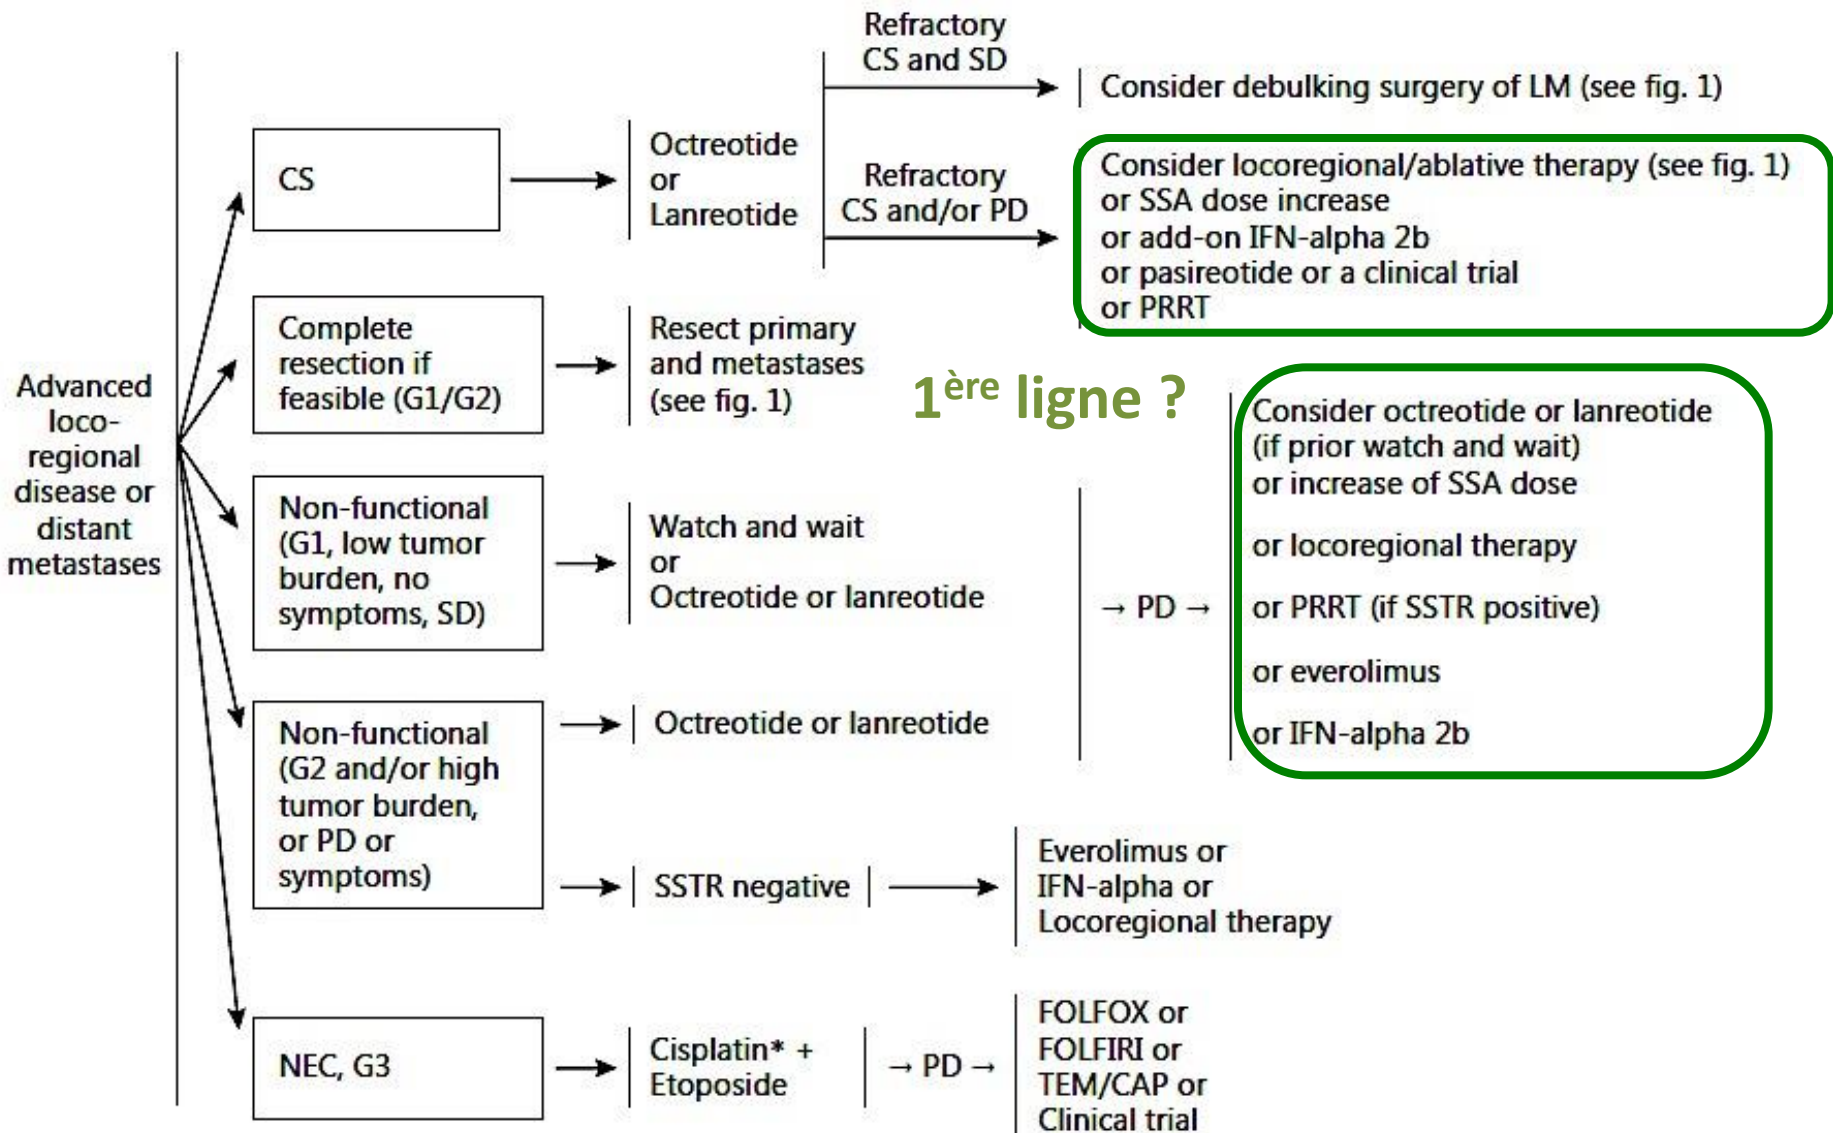 Advanced
loco-
regional
disease or
distant
metastases
CS
Octreotide
or
Lanreotide
Refractory
CS and SD
Consider debulking surgery of LM (see fig. 1)
Refractory
CS and/or PD
Consider locoregional/ablative therapy (see fig. 1)
or SSA dose increase
or add-on IFN-alpha 2b
or pasireotide or a clinical trial
or PRRT
Complete
resection if
feasible (G1/G2)
Resect primary
and metastases
(see fig. 1)
1ère ligne ?
Non-functional
(G1, low tumor
burden, no
symptoms, SD)
Watch and wait
or
Octreotide or lanreotide
Non-functional
(G2 and/or high
tumor burden,
or PD or
symptoms)
Octreotide or lanreotide
→ PD →
Consider octreotide or lanreotide
(if prior watch and wait)
or increase of SSA dose
or locoregional therapy
or PRRT (if SSTR positive)
or everolimus
or IFN-alpha 2b
SSTR negative
Everolimus or
IFN-alpha or
Locoregional therapy
NEC, G3
Cisplatin* +
Etoposide
→ PD →
FOLFOX or
FOLFIRI or
TEM/CAP or
Clinical trial